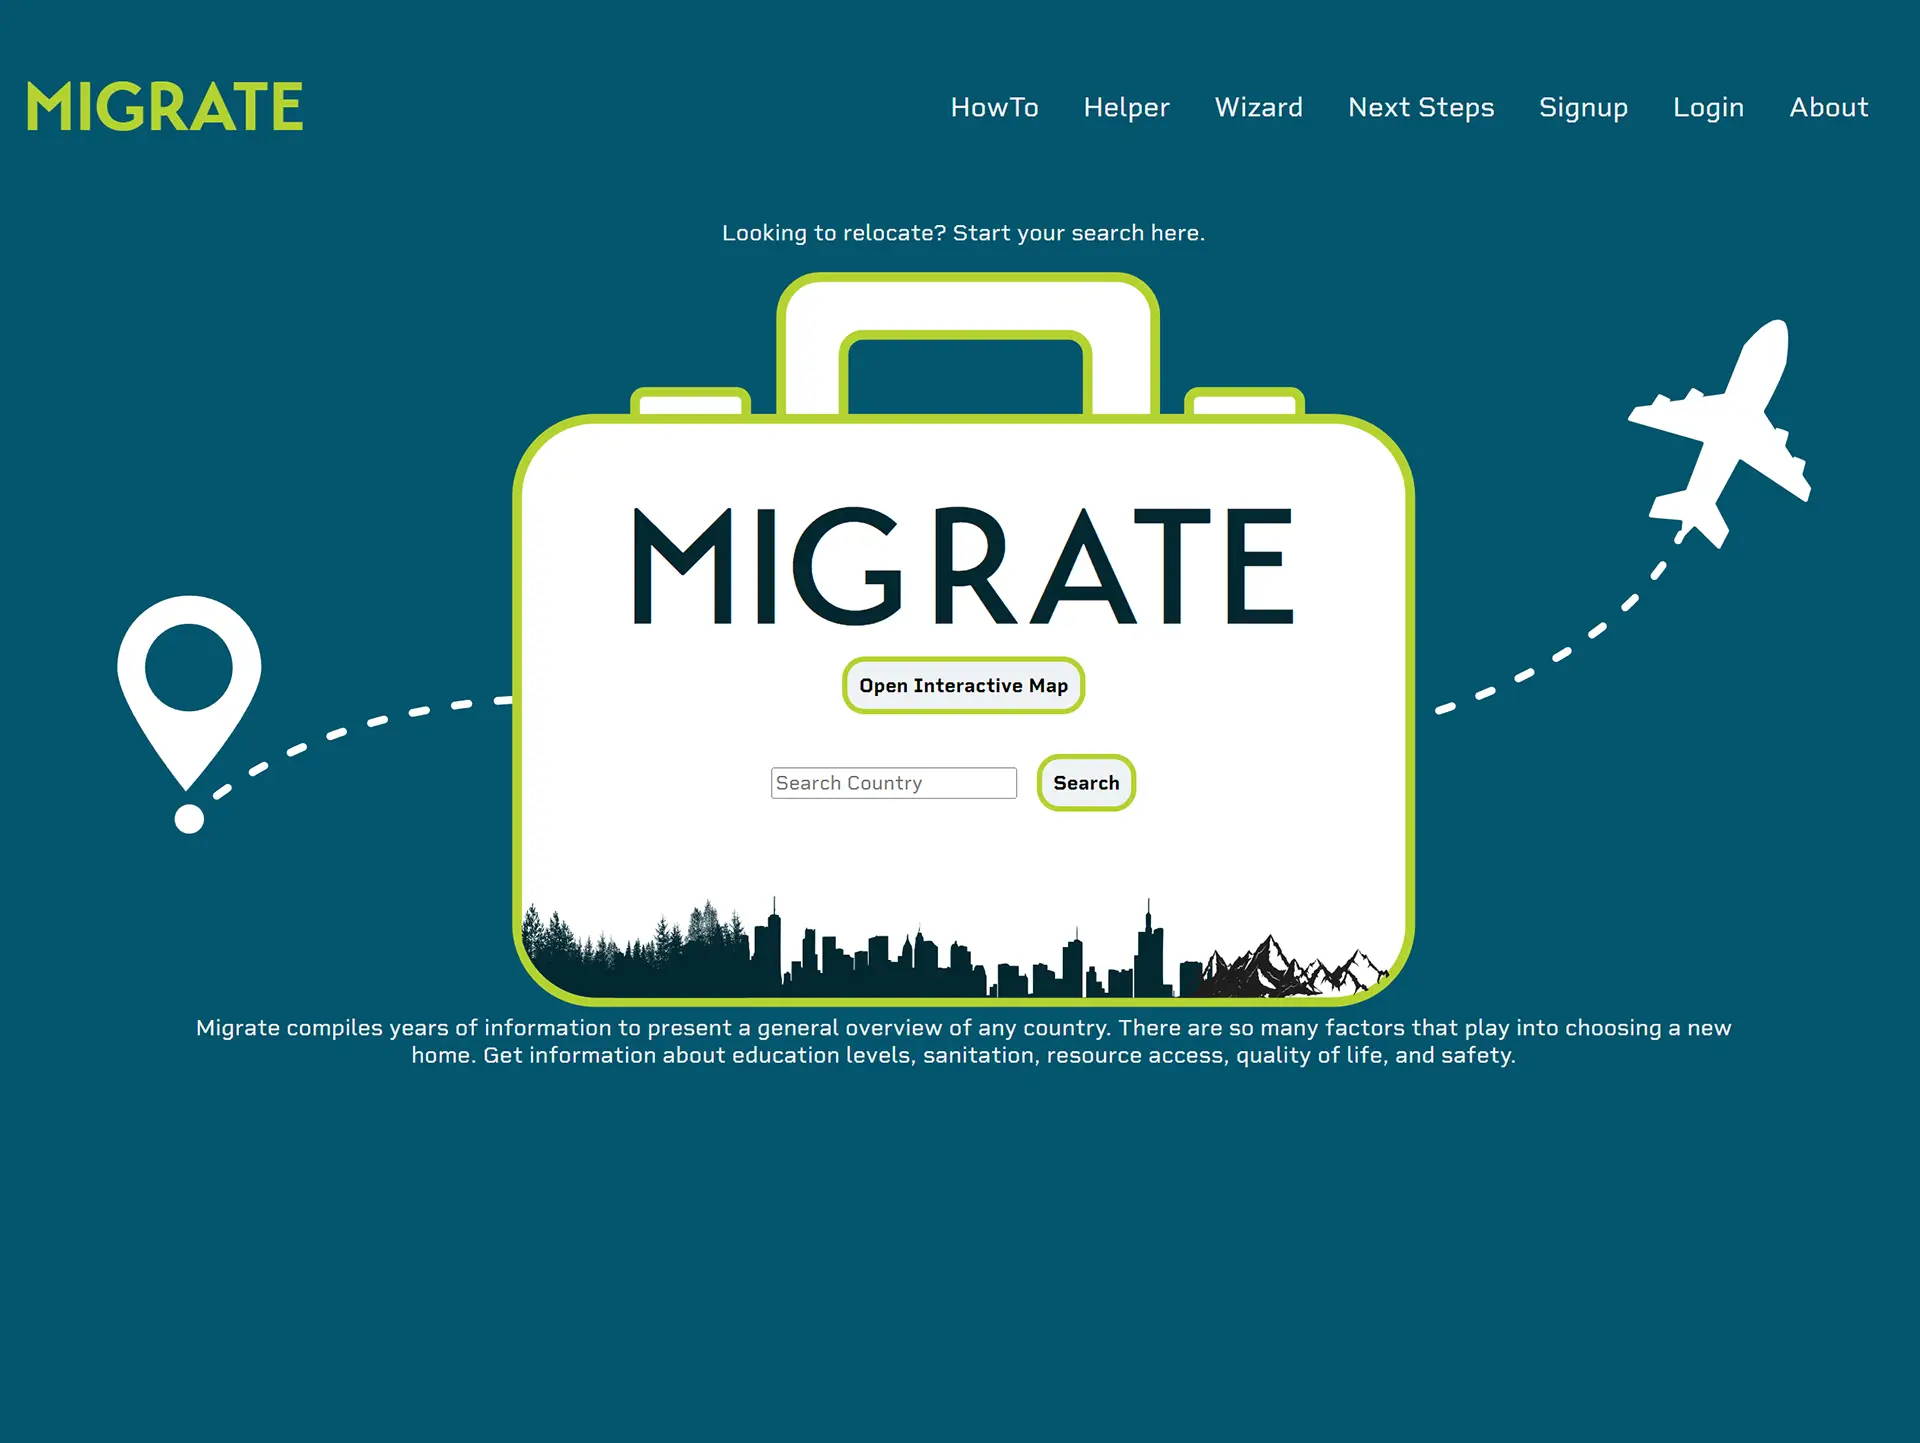 MIGRATE
HowTo Helper Wizard Next Steps Signup Login About
Looking to relocate? Start your search here.
MIGRATE
Open Interactive Map
Search Country Search
Migrate compiles years of information to present a general overview of any country. There are so many factors that play into choosing a new
home. Get information about education levels, sanitation, resource access, quality of life, and safety.